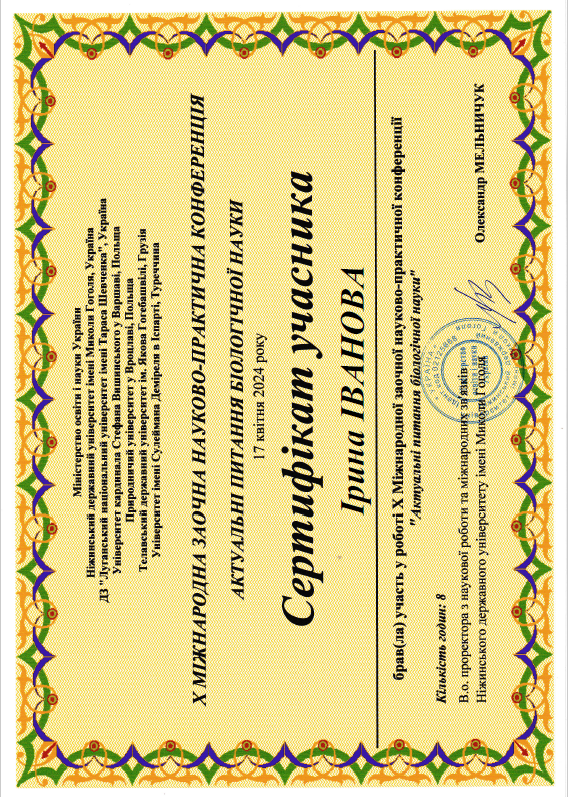 Міністерство освіти і науки України
Ніжинський державний університет імені Миколи Гоголя, Україна
ДЗ "Луганський національний університет імені Тараса Шевченка", Україна
Університет кардинала Стефана Вишинського у Варшаві, Польща
Природничий університет у Вроцлаві, Польща
Телавський державний університет ім. Якова Гогебашвілі, Грузія
Університет імені Сулеймана Деміреля в Іспарті, Туреччина
X МІЖНАРОДНА ЗАОЧНА НАУКОВО-ПРАКТИЧНА КОНФЕРЕНЦІЯ
АКТУАЛЬНІ ПИТАННЯ БІОЛОГІЧНОЇ НАУКИ
17 квітня 2024 року
Сертифікат учасника
Ірина ІВАНОВА
брав(ла) участь у роботі X Міжнародної заочної науково-практичної конференції
"Актуальні питання біологічної науки"
Кількість годин: 8
В.о. проректора з наукової роботи та міжнародних зв'язків
Ніжинського державного університету імені Миколи Гоголя
Олександр МЕЛЬНИЧУК